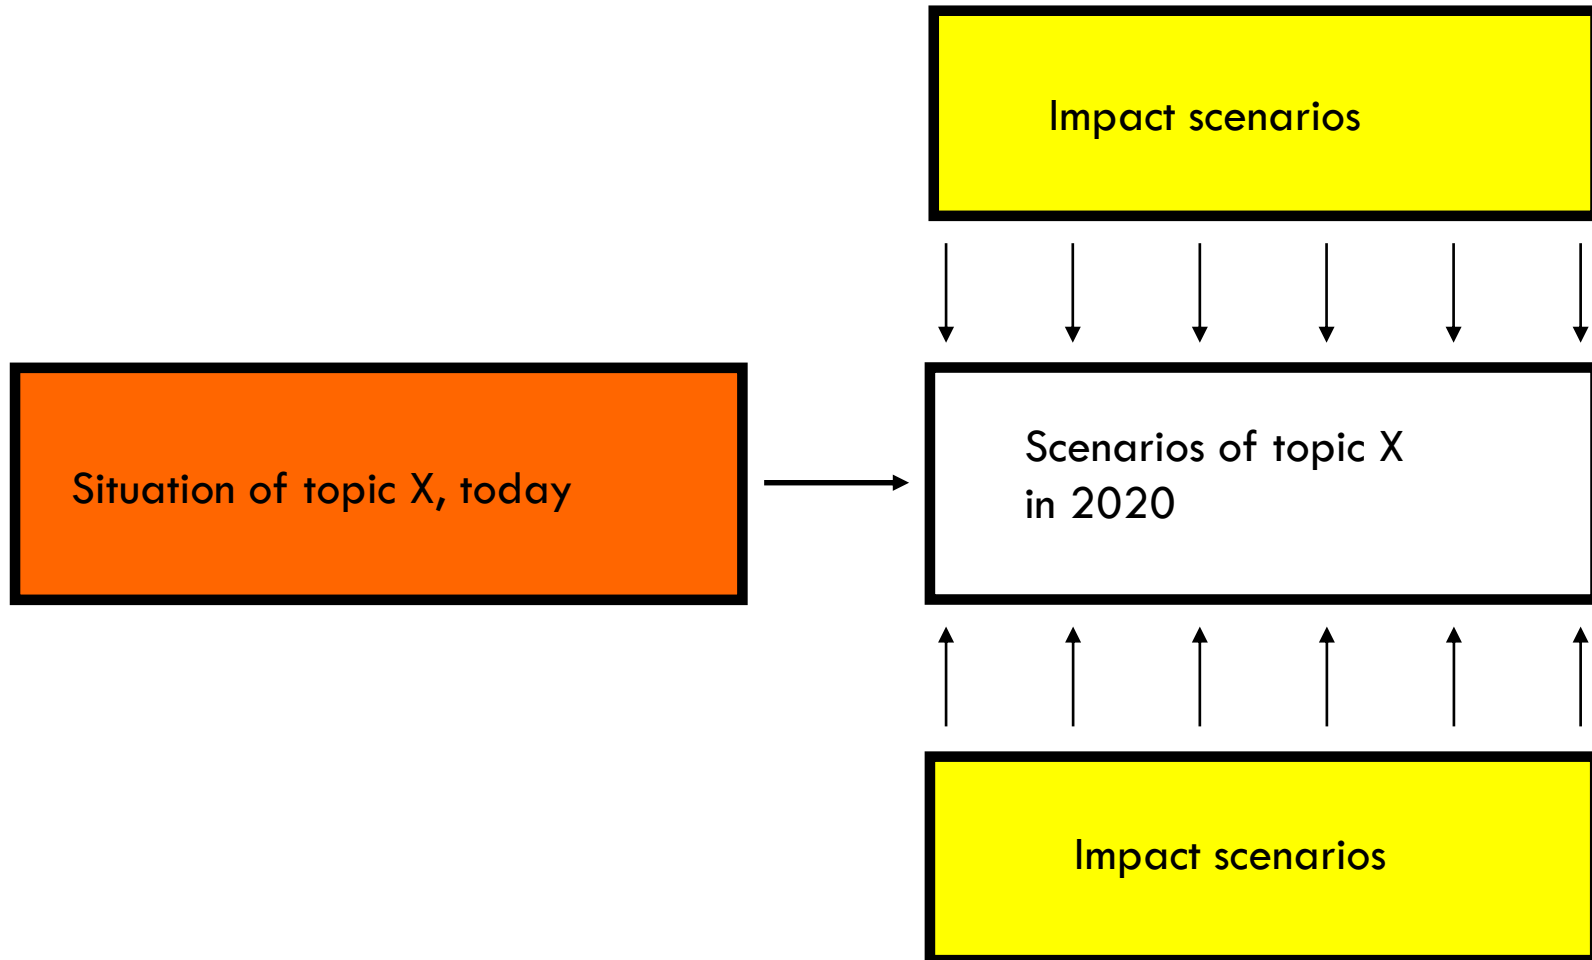 Impact scenarios
Situation of topic X, today
Scenarios of topic X
in 2020
Impact scenarios